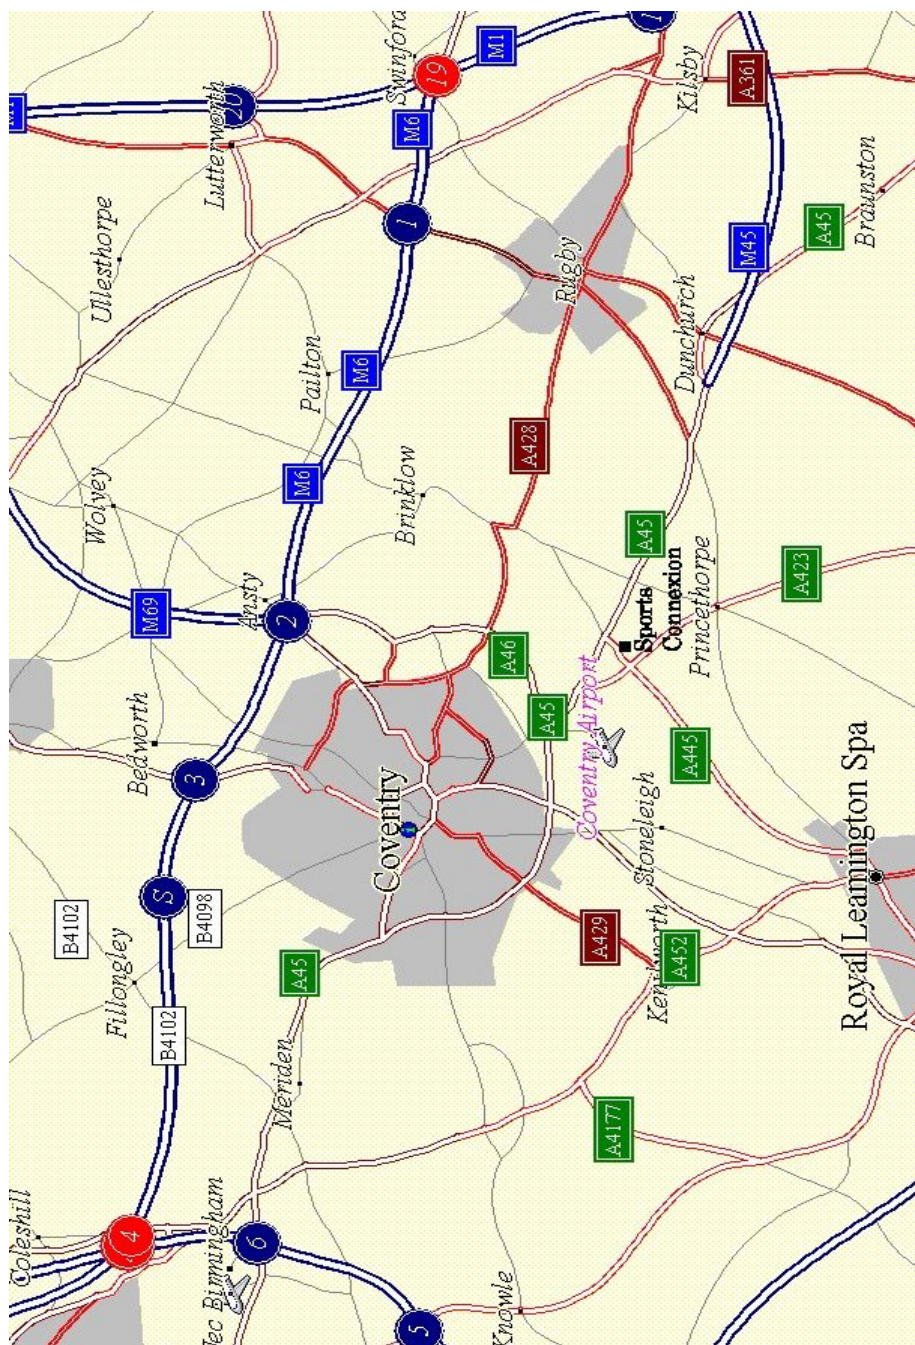 Coleshill
B4102
Wolvey
Ullesthorpe
Fillongley
4
Bedworth
M69
B4102
S
3
B4098
Birmingham
Lutterworth
20
Ansty
6
Meriden
2
A45
M6
Pailton
M6
Coventry
Swinford
Brinklow
1
M6
5
19
M1
Knowle
A46
A428
A45
Rugby
Coventry Airport
A429
A4177
Stoneleigh
Sports
Connexion
A45
Kenilworth
A452
Dunchurch
Kilsby
A445
Princethorpe
M45
A361
A423
A45
Royal Leamington Spa
Braunston